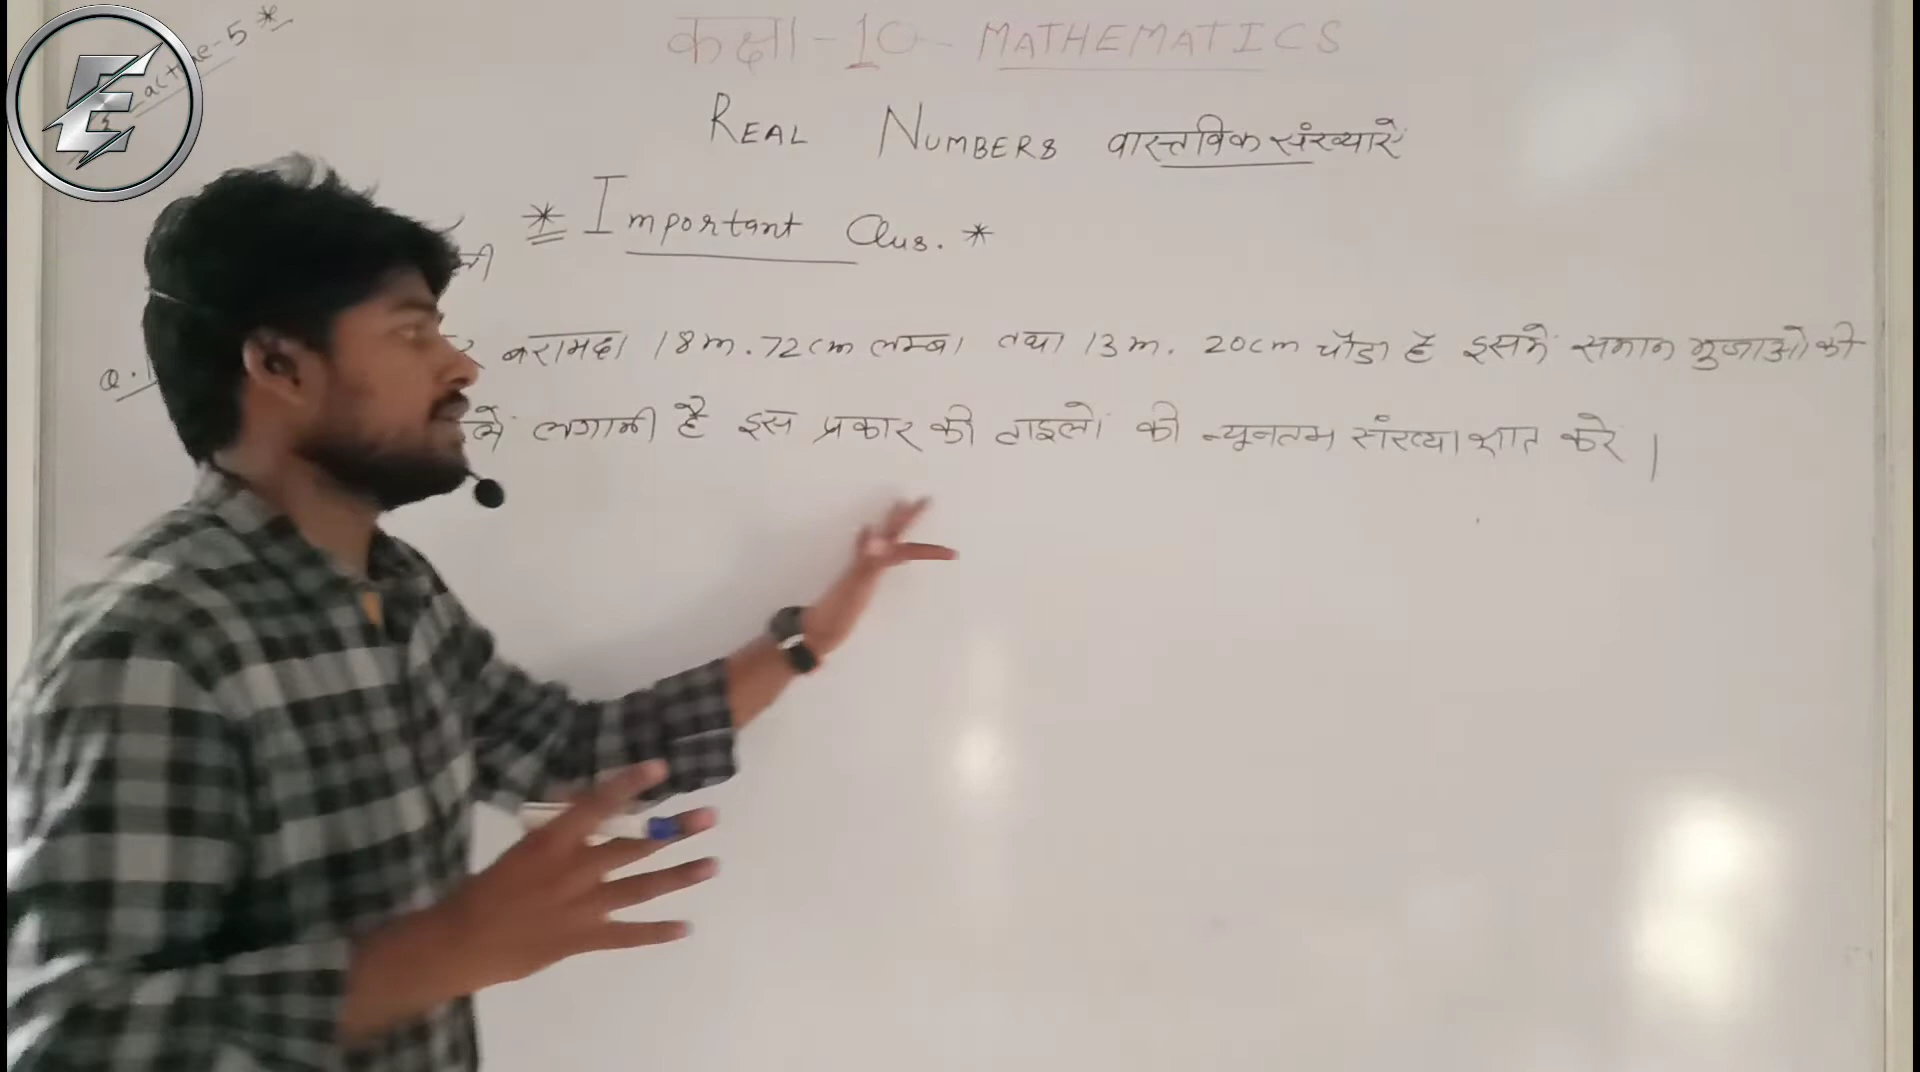 कक्षा-10 MATHEMATICS
REAL NUMBERS वास्तविक संख्याऐं
* Important Qus. *
Q.1 बरामदा 18m.72cm लम्बा तथा 13m. 20cm चौडा है इसमें समान भुजाओ की
लगानी है इस प्रकार की टाइलों की न्यूनतम संख्या ज्ञात करे |